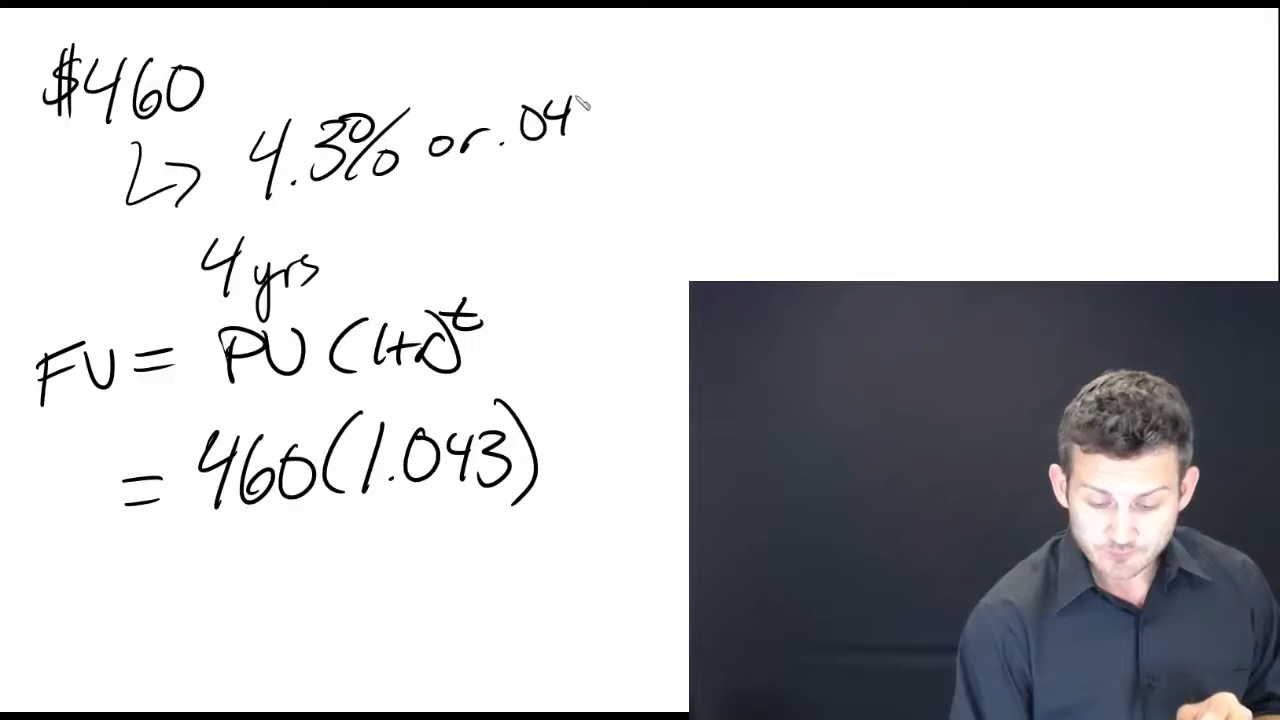 $460
↳ 4.3% or .04
4 yrs
FV = PV (1+r)^t
= 460(1.043)